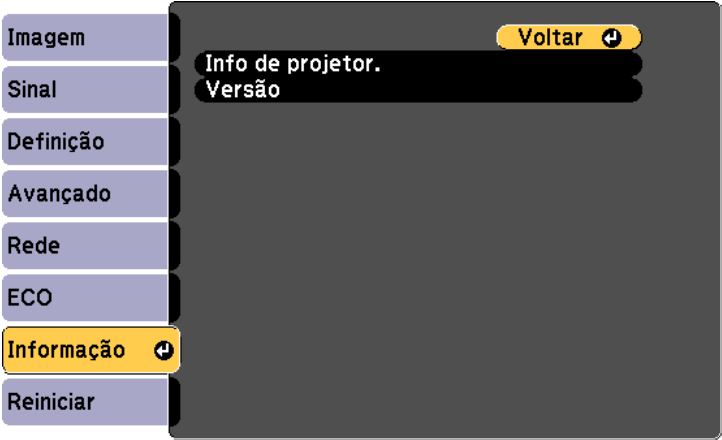 Imagem
Sinal
Definição
Avançado
Rede
ECO
Informação
Reiniciar
Voltar
Info de projetor.
Versão